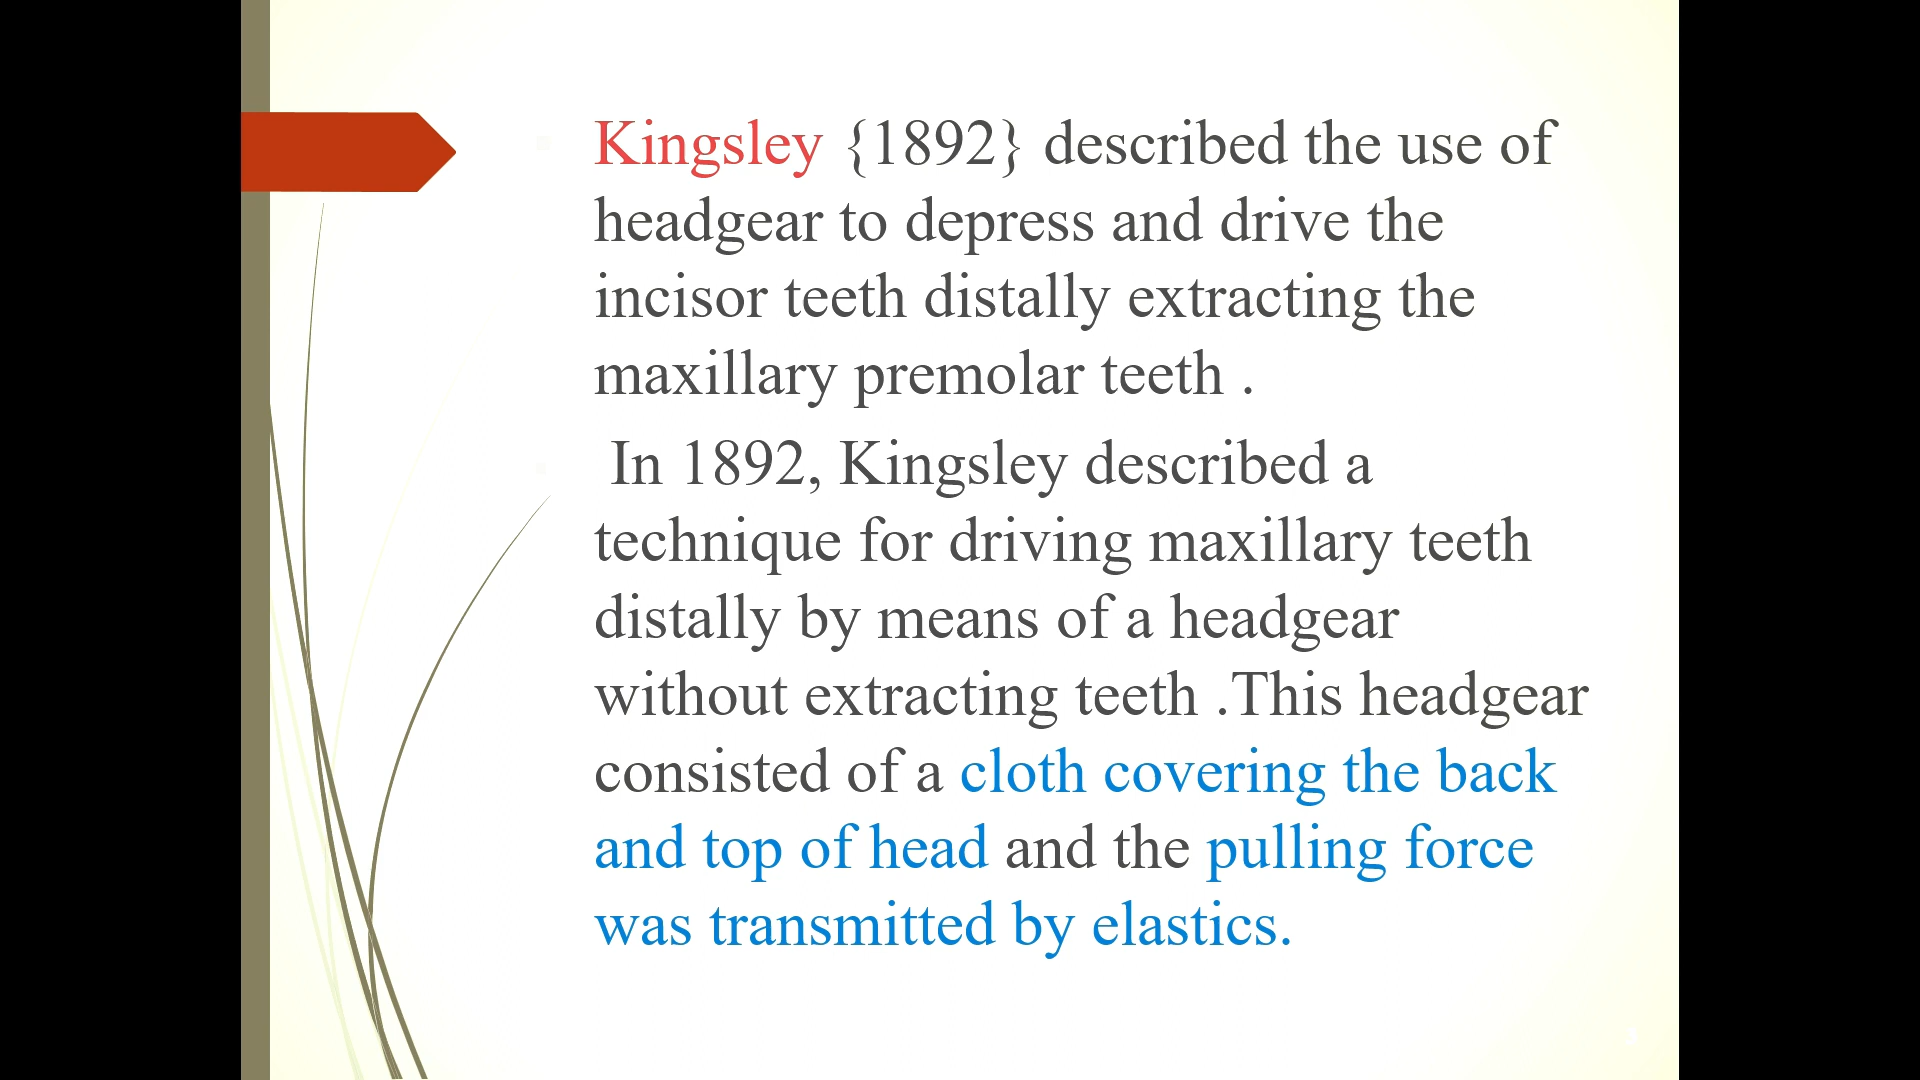 Kingsley {1892} described the use of
headgear to depress and drive the
incisor teeth distally extracting the
maxillary premolar teeth .
In 1892, Kingsley described a
technique for driving maxillary teeth
distally by means of a headgear
without extracting teeth .This headgear
consisted of a cloth covering the back
and top of head and the pulling force
was transmitted by elastics.